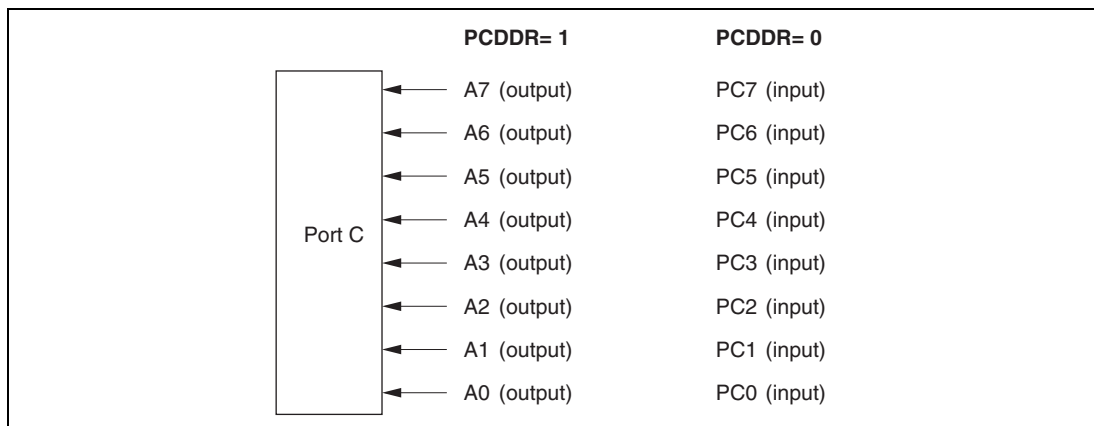 PCDDR= 1 PCDDR= 0
A7 (output) PC7 (input)
A6 (output) PC6 (input)
A5 (output) PC5 (input)
A4 (output) PC4 (input)
Port C
A3 (output) PC3 (input)
A2 (output) PC2 (input)
A1 (output) PC1 (input)
A0 (output) PC0 (input)